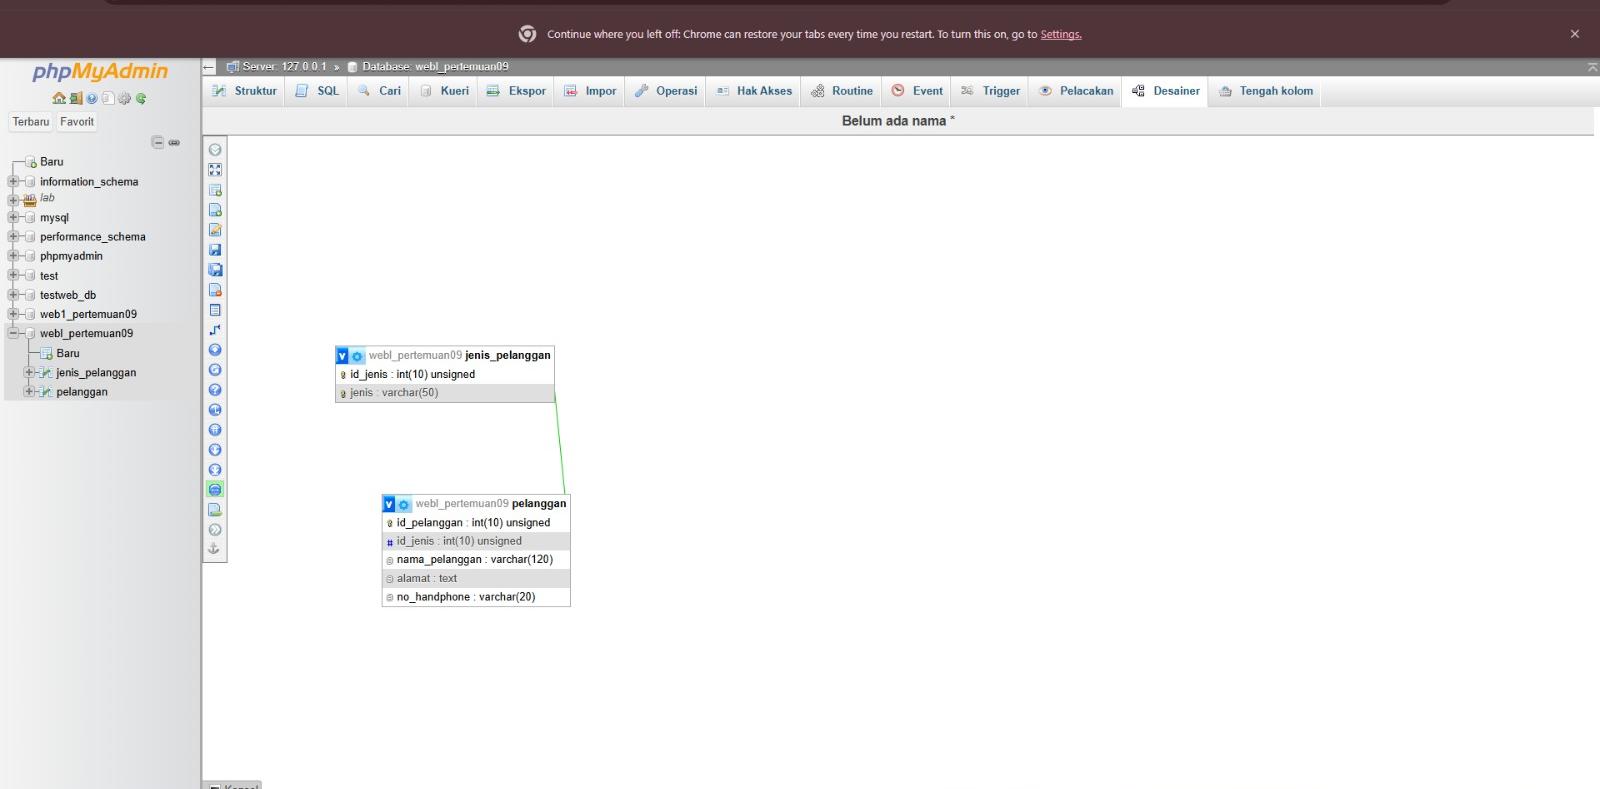 Continue where you left off: Chrome can restore your tabs every time you restart. To turn this on, go to Settings.
phpMyAdmin
Terbaru Favorit
Baru
information_schema
lab
mysql
performance_schema
phpmyadmin
test
testweb_db
web1_pertemuan09
webl_pertemuan09
Baru
jenis_pelanggan
pelanggan
Server: 127.0.0.1 » Database: webl_pertemuan09
Struktur SQL Cari Kueri Ekspor Impor Operasi Hak Akses Routine Event Trigger Pelacakan Desainer Tengah kolom
Belum ada nama *
v webl_pertemuan09 jenis_pelanggan
id_jenis : int(10) unsigned
jenis : varchar(50)
v webl_pertemuan09 pelanggan
id_pelanggan : int(10) unsigned
# id_jenis : int(10) unsigned
nama_pelanggan : varchar(120)
alamat : text
no_handphone : varchar(20)